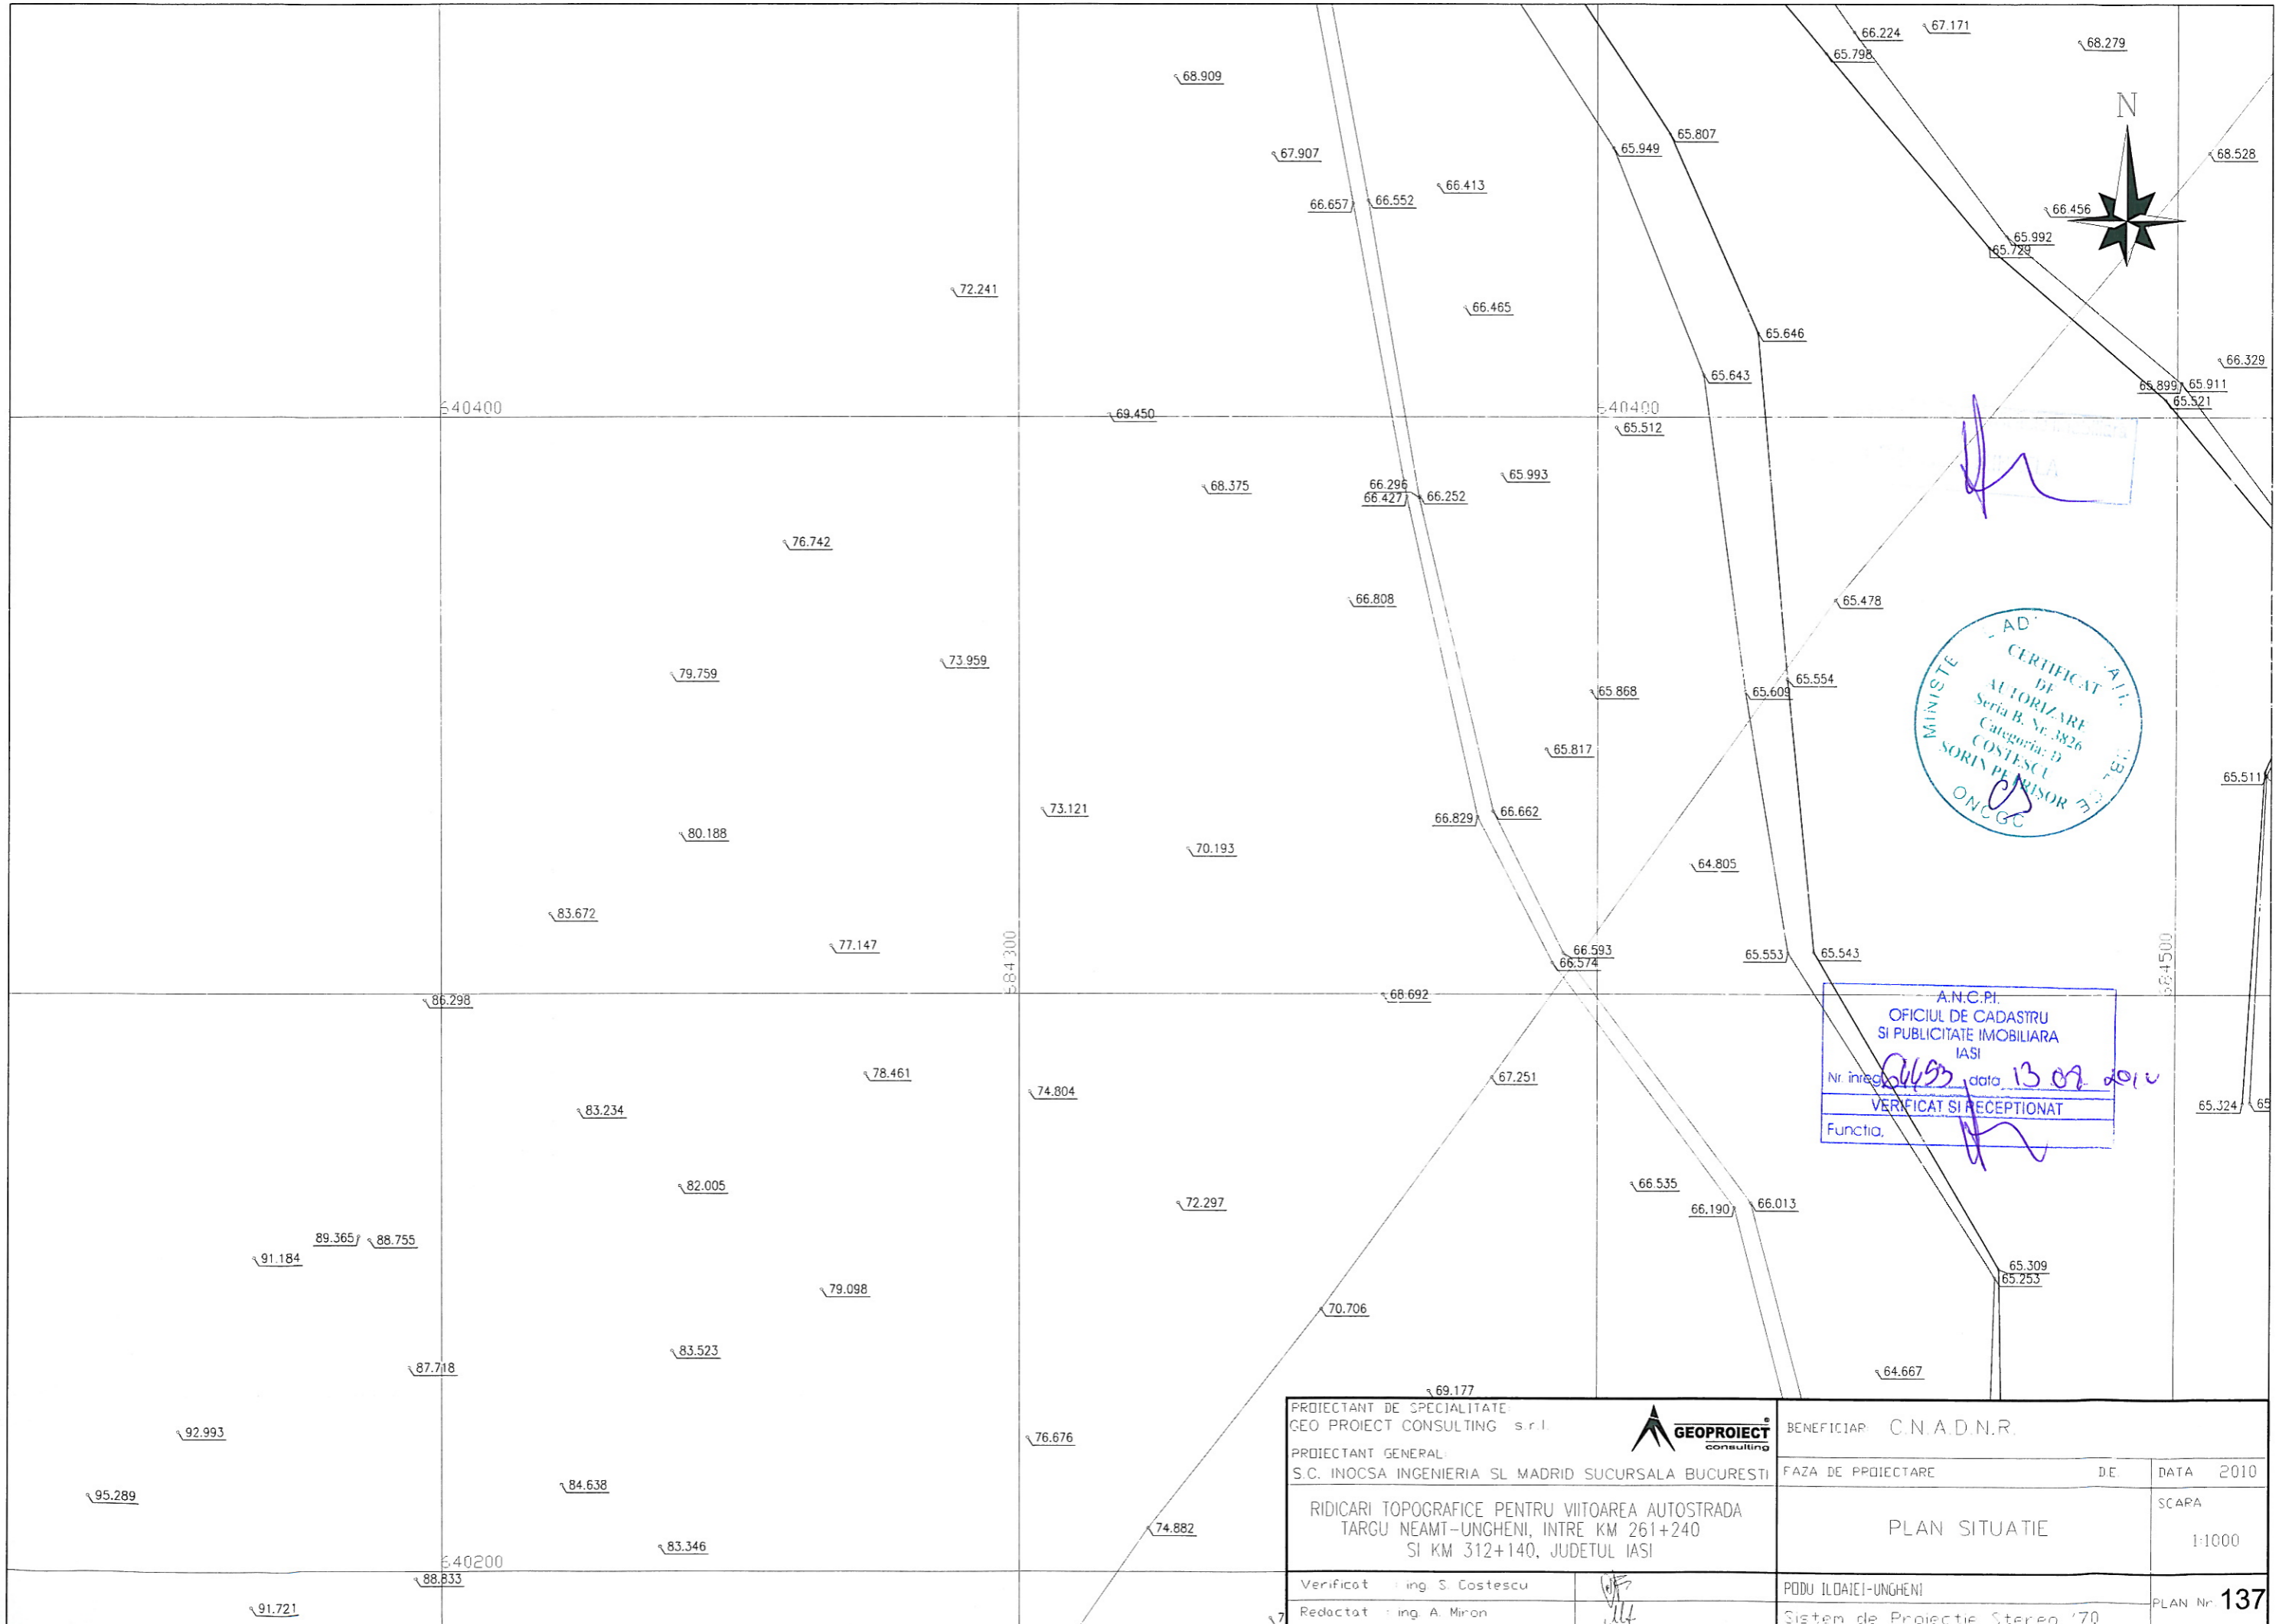 66.224
67.171
68.279
65.798
68.909
N
65.807
65.949
67.907
68.528
66.413
66.657
66.552
66.456
65.992
65.729
72.241
66.465
65.646
66.329
65.643
65.899
65.911
65.521
640400
69.450
640400
65.512
65.993
68.375
66.296
66.427
66.252
76.742
66.808
65.478
79.759
73.959
65.868
65.609
65.554
65.817
65.511
73.121
66.829
66.662
80.188
70.193
64.805
83.672
77.147
684300
66.593
66.574
65.553
65.543
684500
86.298
68.692
CERTIFICAT
DE
AUTORIZARE
Seria B. Nr. 3826
Categoria: D
COSTESCU
SORIN PETRISOR
ONCGC
A.N.C.P.I.
OFICIUL DE CADASTRU
SI PUBLICITATE IMOBILIARA
IASI
Nr. inreg. data 13
VERIFICAT SI RECEPTIONAT
Functia,
78.461
74.804
67.251
83.234
65.324
82.005
72.297
66.535
66.190
66.013
89.365
88.755
91.184
65.309
65.253
79.098
70.706
83.523
87.718
64.667
69.177
92.993
76.676
95.289
84.638
74.882
83.346
640200
88.833
91.721
PROIECTANT DE SPECIALITATE:
GEO PROIECT CONSULTING s.r.l.
GEOPROIECT
consulting
PROIECTANT GENERAL:
S.C. INOCSA INGENIERIA SL MADRID SUCURSALA BUCURESTI
BENEFICIAR: C.N.A.D.N.R.
FAZA DE PROIECTARE D.E. DATA 2010
RIDICARI TOPOGRAFICE PENTRU VIITOAREA AUTOSTRADA
TARGU NEAMT-UNGHENI, INTRE KM 261+240
SI KM 312+140, JUDETUL IASI
PLAN SITUATIE
SCARA
1:1000
Verificat : ing. S. Costescu
Redactat : ing. A. Miron
PODU ILOAIEI-UNGHENI
Sistem de Proiectie Stereo '70
PLAN Nr. 137